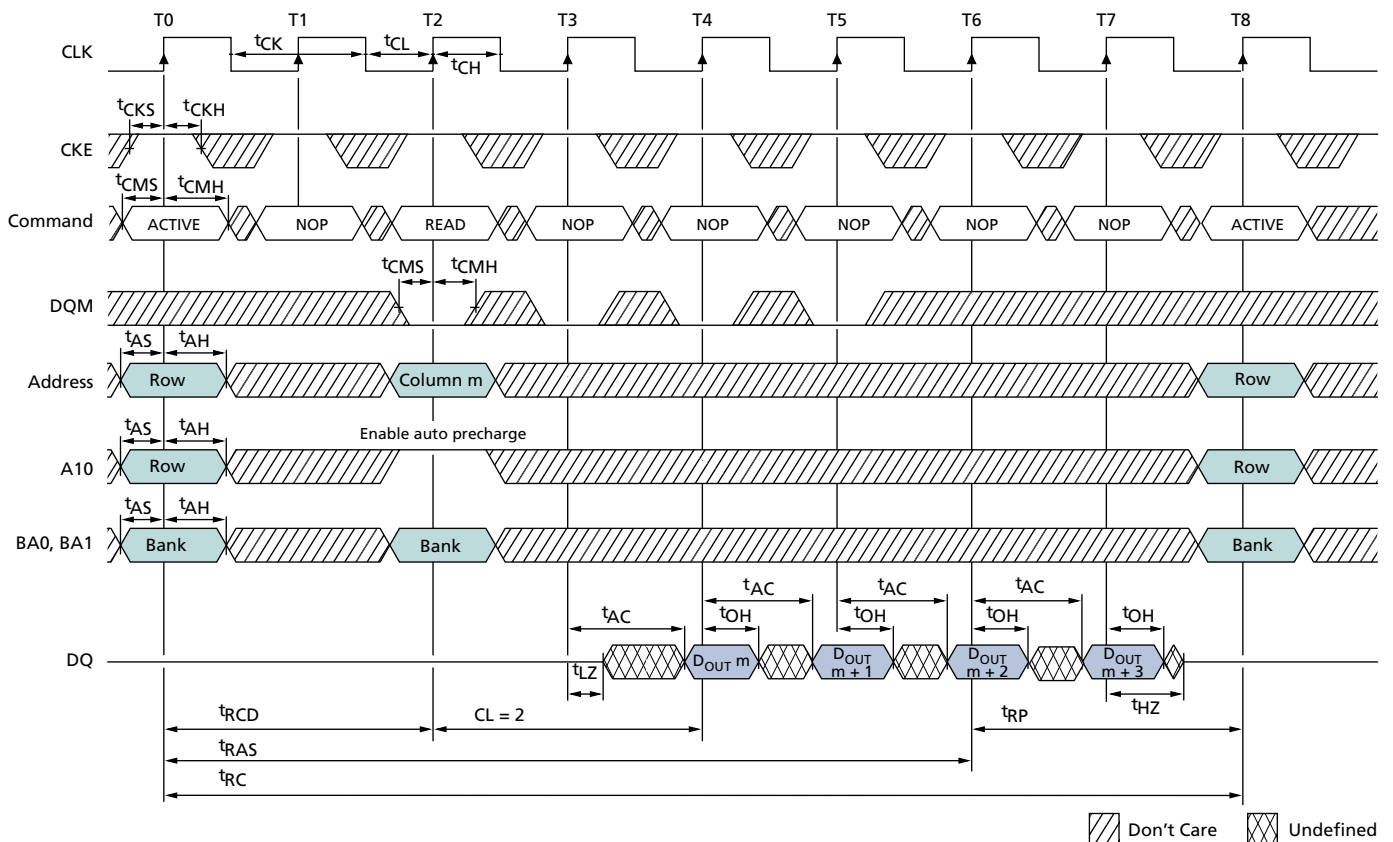 T0 T1 T2 T3 T4 T5 T6 T7 T8
CLK
tCK tCL
tCH
tCKS tCKH
CKE
tCMS tCMH
Command ACTIVE NOP READ NOP NOP NOP NOP NOP ACTIVE
tCMS tCMH
DQM
tAS tAH
Address Row Column m Row
tAS tAH Enable auto precharge
A10 Row Row
tAS tAH
BA0, BA1 Bank Bank Bank
tAC tAC tAC
tAC tOH tOH tOH tOH
DQ DOUT m DOUT m + 1 DOUT m + 2 DOUT m + 3
tLZ tHZ
tRCD CL = 2 tRP
tRAS
tRC
Don't Care Undefined